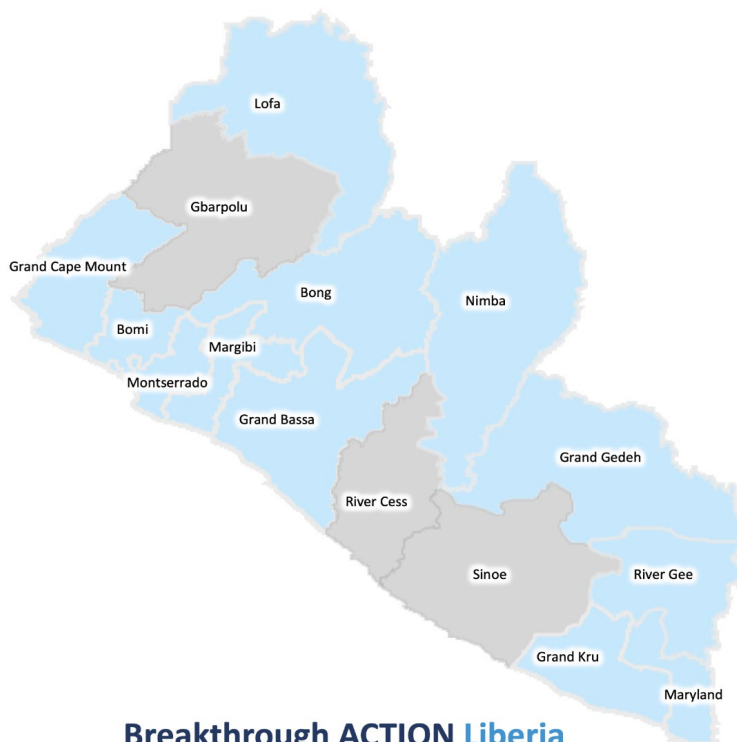 Lofa
Gbarpolu
Grand Cape Mount
Bong
Nimba
Bomi
Margibi
Montserrado
Grand Bassa
Grand Gedeh
River Cess
Sinoe
River Gee
Grand Kru
Maryland
Breakthrough ACTION Liberia